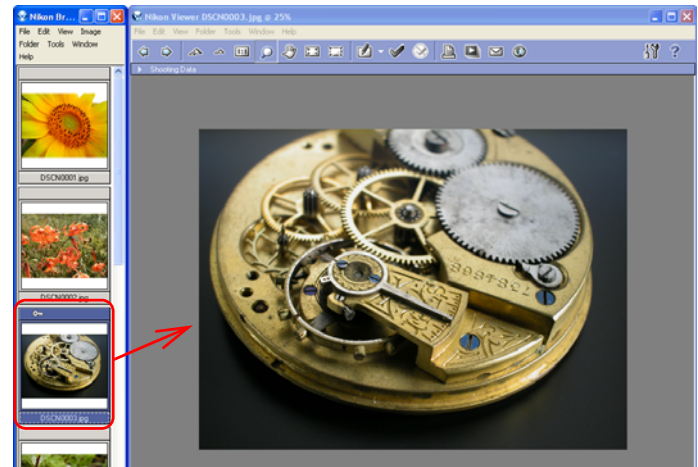 Nikon Br...
File Edit View Image
Folder Tools Window
Help
DSCN0001.jpg
DSCN0002.jpg
DSCN0003.jpg
Nikon Viewer DSCN0003.jpg @ 25%
File Edit View Folder Tools Window Help
Shooting Data